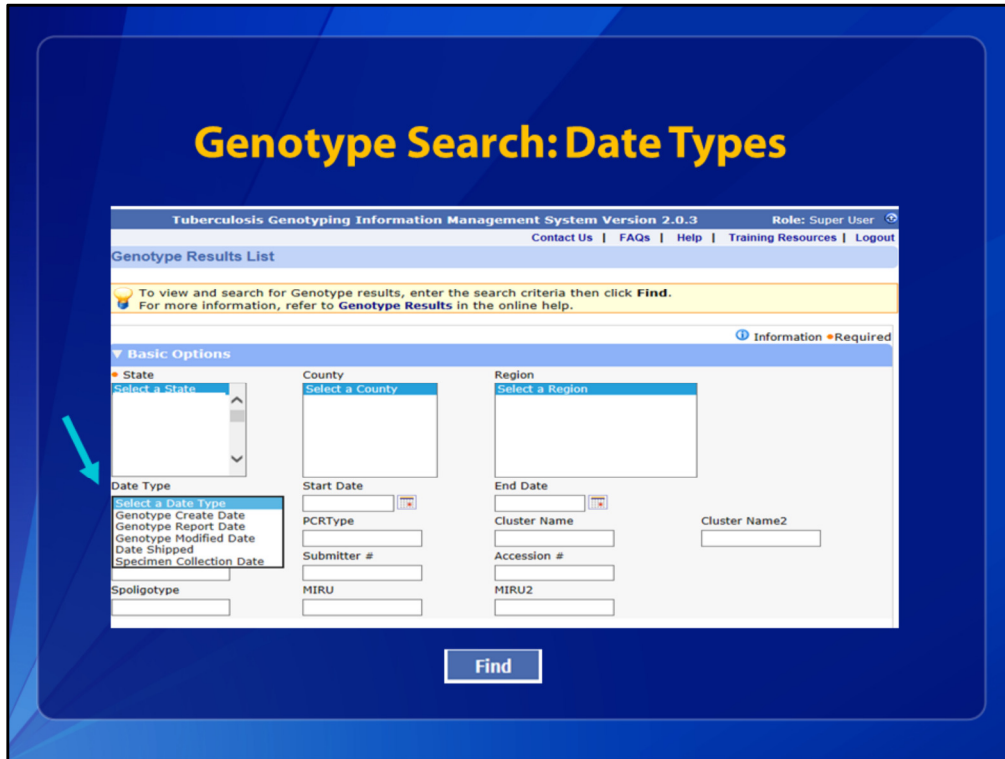 Genotype Search: Date Types
Tuberculosis Genotyping Information Management System Version 2.0.3 Role: Super User
Contact Us | FAQs | Help | Training Resources | Logout
Genotype Results List
To view and search for Genotype results, enter the search criteria then click Find.
For more information, refer to Genotype Results in the online help.
Information •Required
▼ Basic Options
• State County Region
Select a State Select a County Select a Region
Date Type Start Date End Date
Select a Date Type
Genotype Create Date
Genotype Report Date
Genotype Modified Date
Date Shipped
Specimen Collection Date
PCRType Cluster Name Cluster Name2
Submitter # Accession #
Spoligotype MIRU MIRU2
Find